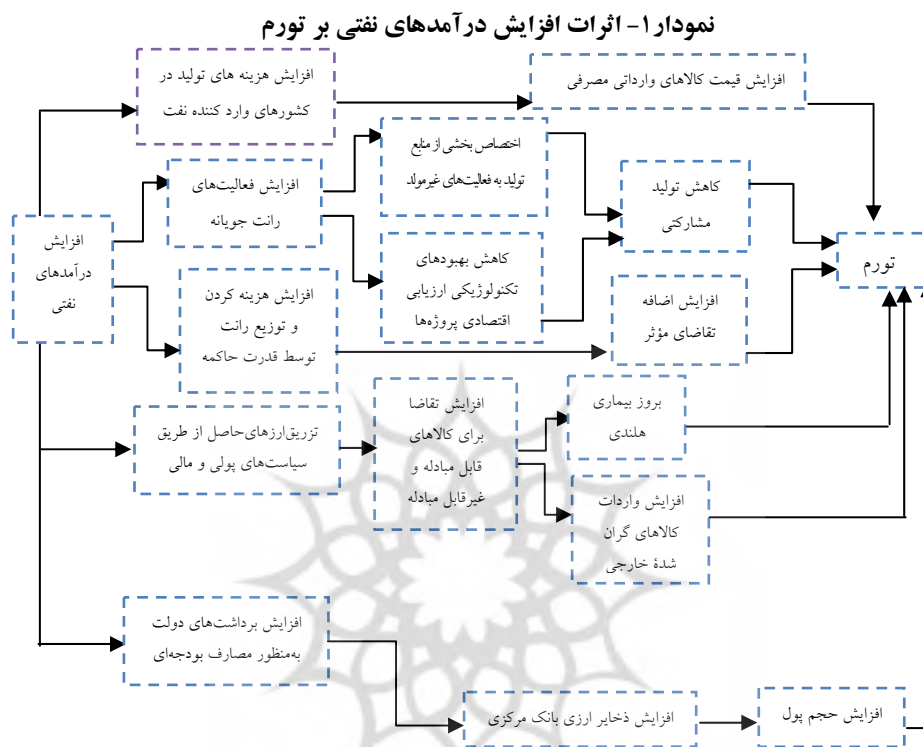 نمودار۱- اثرات افزایش درآمدهای نفتی بر تورم
افزایش هزینه های تولید در
کشورهای وارد کننده نفت
افزایش قیمت کالاهای وارداتی مصرفی
افزایش فعالیت‌های
رانت جویانه
اختصاص بخشی از منابع
تولید به فعالیت‌های غیرمولد
کاهش تولید
مشارکتی
افزایش
درآمدهای
نفتی
کاهش بهبودهای
تکنولوژیکی ارزیابی
اقتصادی پروژه‌ها
تورم
افزایش هزینه کردن
و توزیع رانت
توسط قدرت حاکمه
افزایش اضافه
تقاضای مؤثر
تزریق‌ارزهای‌حاصل از طریق
سیاست‌های پولی و مالی
افزایش تقاضا
برای کالاهای
قابل مبادله و
غیرقابل مبادله
بروز بیماری
هلندی
افزایش واردات
کالاهای گران
شدهٔ خارجی
افزایش برداشت‌های دولت
به‌منظور مصارف بودجه‌ای
افزایش ذخایر ارزی بانک مرکزی
افزایش حجم پول